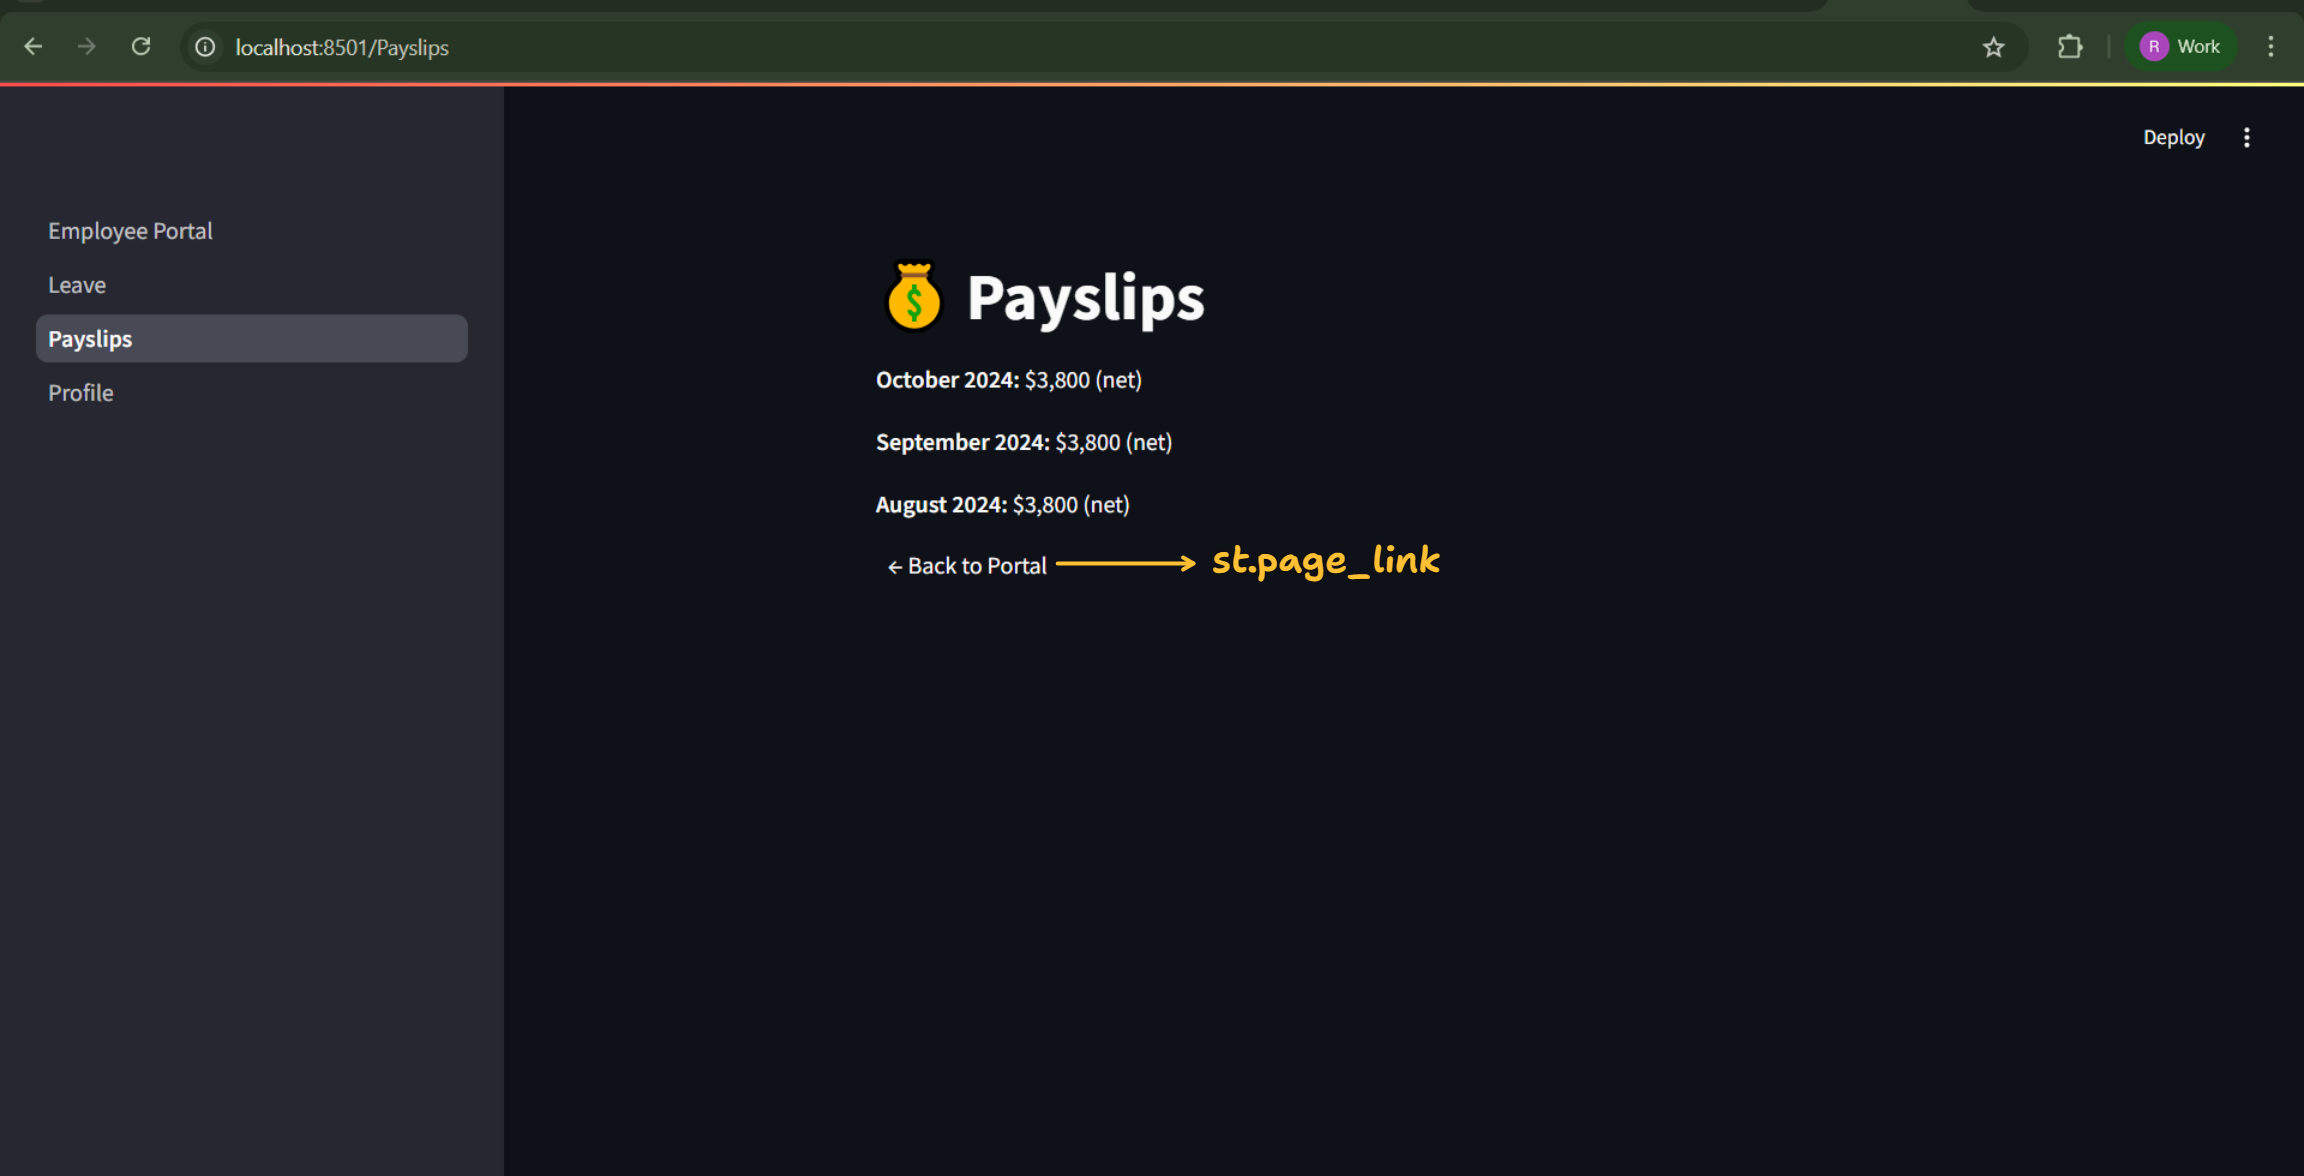 localhost:8501/Payslips
R Work
Deploy
Employee Portal
Leave
Payslips
Profile
$ Payslips
October 2024: $3,800 (net)
September 2024: $3,800 (net)
August 2024: $3,800 (net)
← Back to Portal → st.page_link